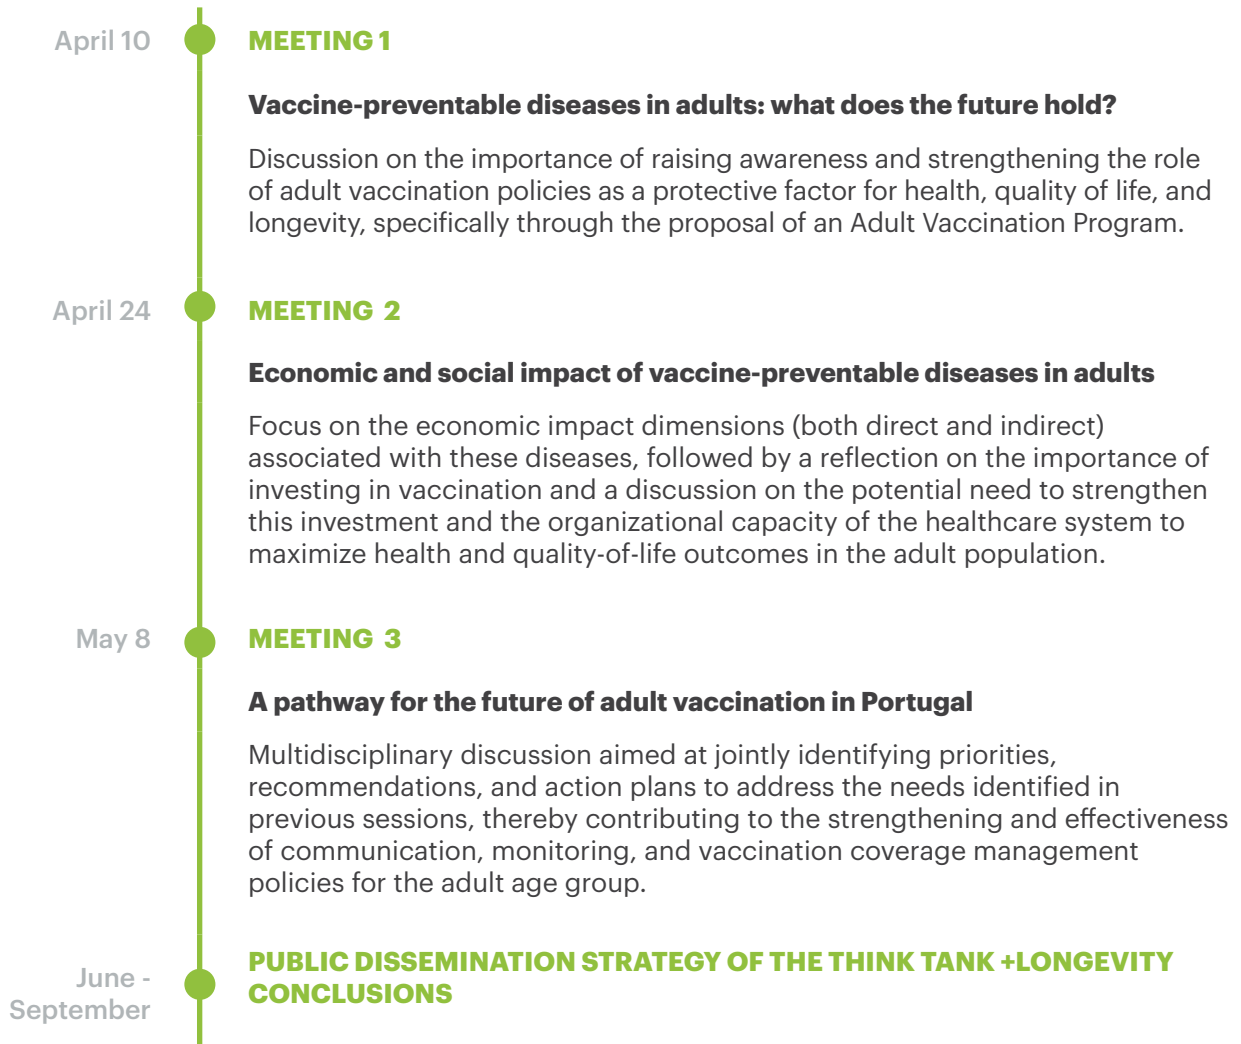 April 10
MEETING 1
Vaccine-preventable diseases in adults: what does the future hold?
Discussion on the importance of raising awareness and strengthening the role
of adult vaccination policies as a protective factor for health, quality of life, and
longevity, specifically through the proposal of an Adult Vaccination Program.
April 24
MEETING 2
Economic and social impact of vaccine-preventable diseases in adults
Focus on the economic impact dimensions (both direct and indirect)
associated with these diseases, followed by a reflection on the importance of
investing in vaccination and a discussion on the potential need to strengthen
this investment and the organizational capacity of the healthcare system to
maximize health and quality-of-life outcomes in the adult population.
May 8
MEETING 3
A pathway for the future of adult vaccination in Portugal
Multidisciplinary discussion aimed at jointly identifying priorities,
recommendations, and action plans to address the needs identified in
previous sessions, thereby contributing to the strengthening and effectiveness
of communication, monitoring, and vaccination coverage management
policies for the adult age group.
June -
September
PUBLIC DISSEMINATION STRATEGY OF THE THINK TANK +LONGEVITY
CONCLUSIONS